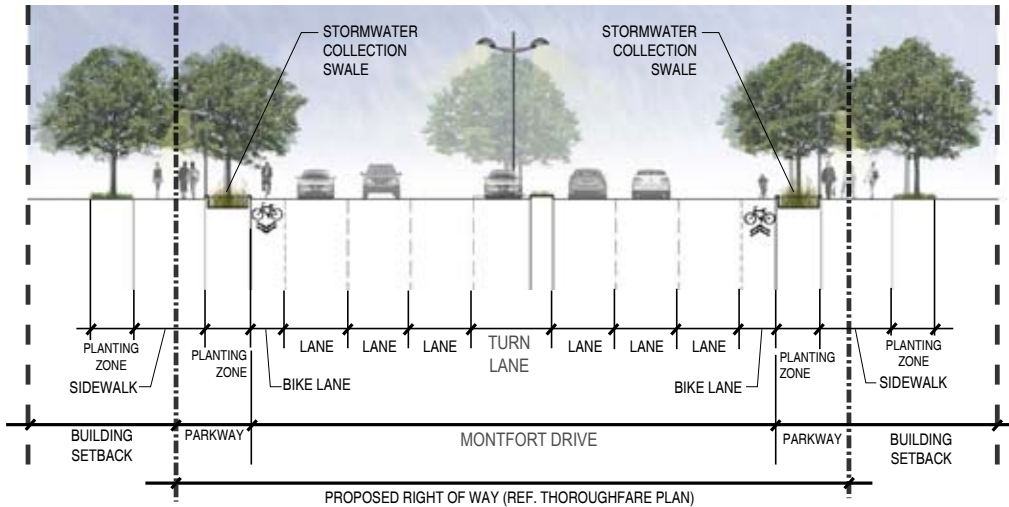 STORMWATER
COLLECTION
SWALE
STORMWATER
COLLECTION
SWALE
PLANTING
ZONE
SIDEWALK
PLANTING
ZONE
BIKE LANE
LANE
LANE
LANE
TURN
LANE
LANE
LANE
LANE
BIKE LANE
PLANTING
ZONE
SIDEWALK
PLANTING
ZONE
BUILDING
SETBACK
PARKWAY
MONTFORT DRIVE
PARKWAY
BUILDING
SETBACK
PROPOSED RIGHT OF WAY (REF. THOROUGHFARE PLAN)